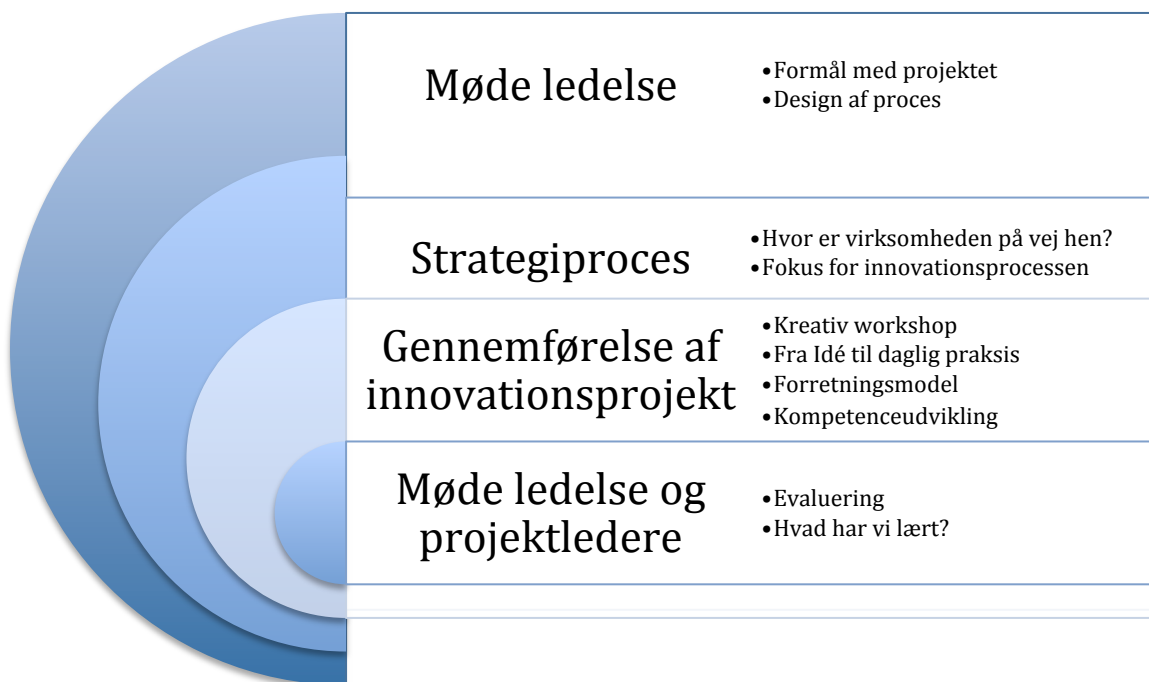 Møde ledelse
•Formål med projektet
•Design af proces
Strategiproces
•Hvor er virksomheden på vej hen?
•Fokus for innovationsprocessen
Gennemførelse af
innovationsprojekt
•Kreativ workshop
•Fra Idé til daglig praksis
•Forretningsmodel
•Kompetenceudvikling
Møde ledelse og
projektledere
•Evaluering
•Hvad har vi lært?